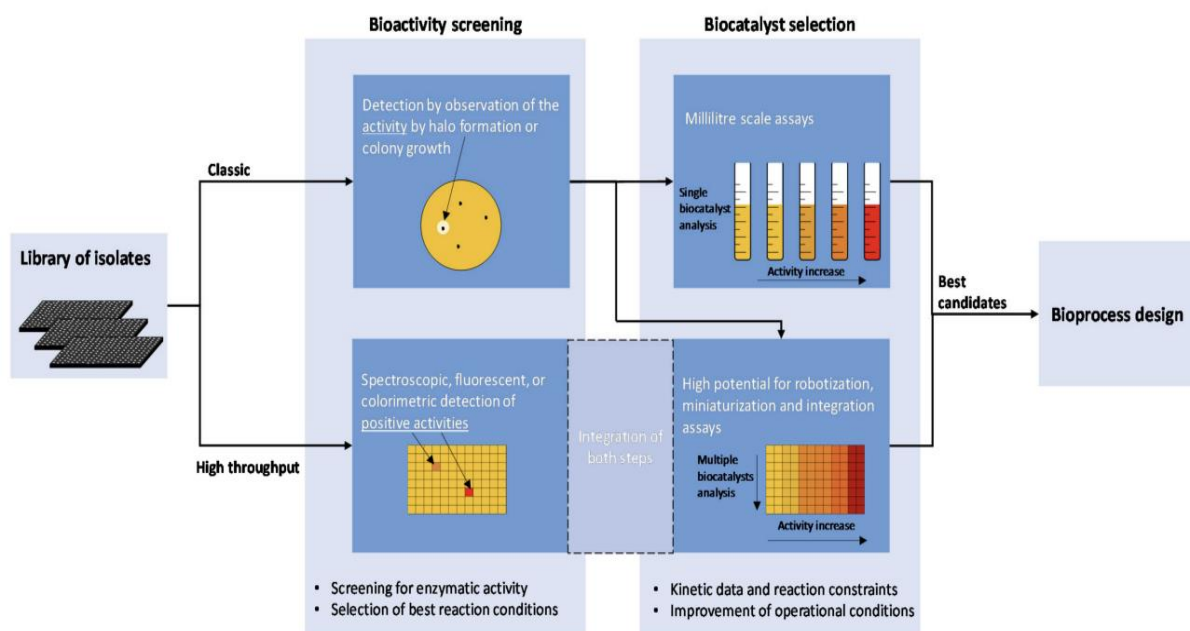 Bioactivity screening
Biocatalyst selection
Detection by observation of the
activity by halo formation or
colony growth
Millilitre scale assays
Classic
Single
biocatalyst
analysis
Activity increase
Library of isolates
Best
candidates
Bioprocess design
Spectroscopic, fluorescent, or
colorimetric detection of
positive activities
Integration of
both steps
High potential for robotization,
miniaturization and integration
assays
High throughput
Multiple
biocatalysts
analysis
Activity increase
• Screening for enzymatic activity
• Selection of best reaction conditions
• Kinetic data and reaction constraints
• Improvement of operational conditions